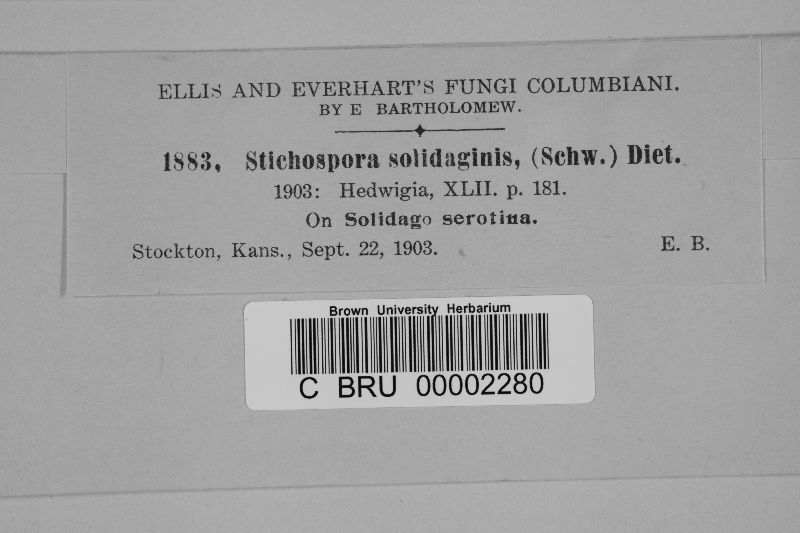 ELLIS AND EVERHART'S FUNGI COLUMBIANI.
BY E BARTHOLOMEW.
1883, Stichospora solidaginis, (Schw.) Diet.
1903: Hedwigia, XLII. p. 181.
On Solidago serotina.
Stockton, Kans., Sept. 22, 1903. E. B.
Brown University Herbarium
C BRU 00002280